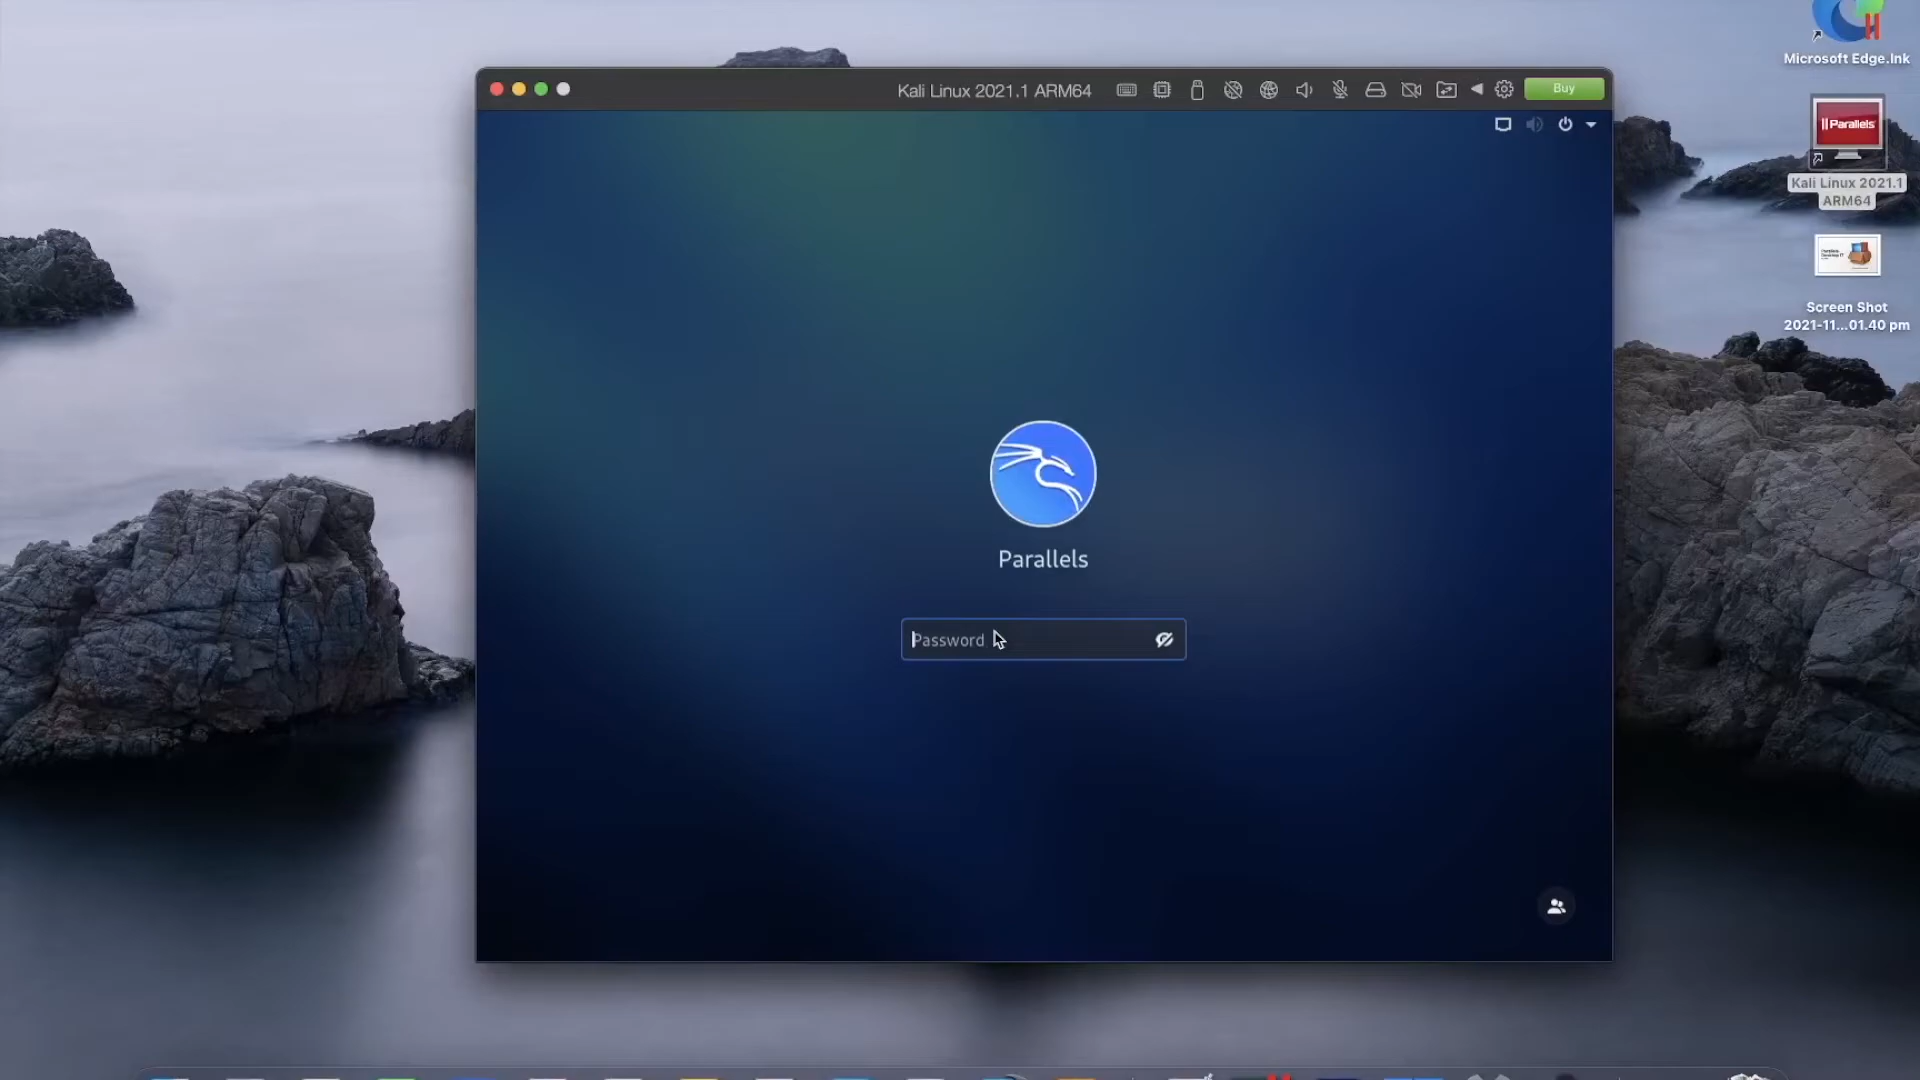 Kali Linux 2021.1 ARM64
Buy
Microsoft Edge.lnk
Parallels
Kali Linux 2021.1
ARM64
Screen Shot
2021-11...01.40 pm
Parallels
Password